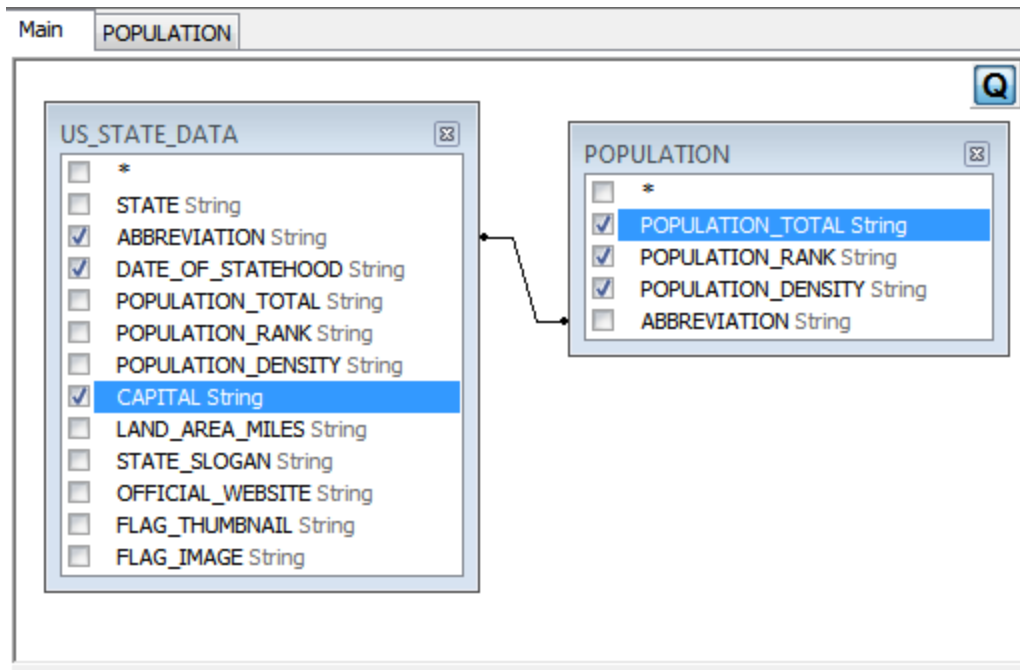 Main POPULATION
Q
US_STATE_DATA
*
STATE String
ABBREVIATION String
DATE_OF_STATEHOOD String
POPULATION_TOTAL String
POPULATION_RANK String
POPULATION_DENSITY String
CAPITAL String
LAND_AREA_MILES String
STATE_SLOGAN String
OFFICIAL_WEBSITE String
FLAG_THUMBNAIL String
FLAG_IMAGE String
POPULATION
*
POPULATION_TOTAL String
POPULATION_RANK String
POPULATION_DENSITY String
ABBREVIATION String